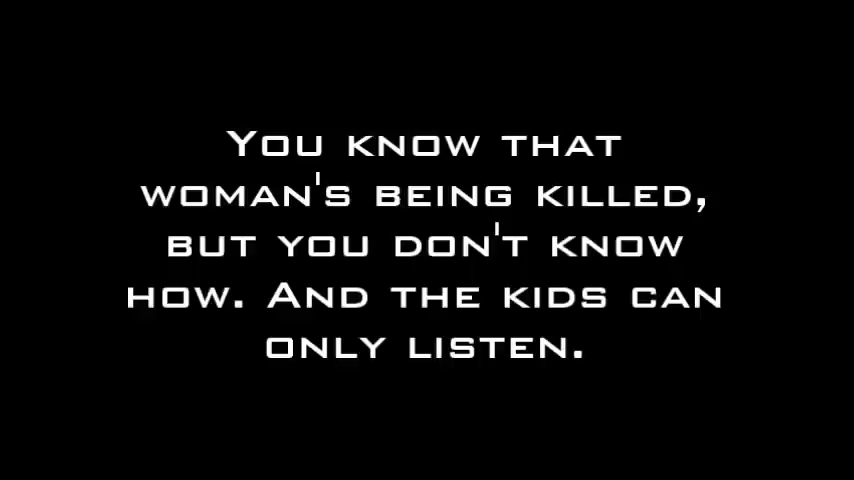 You know that
woman's being killed,
but you don't know
how. And the kids can
only listen.